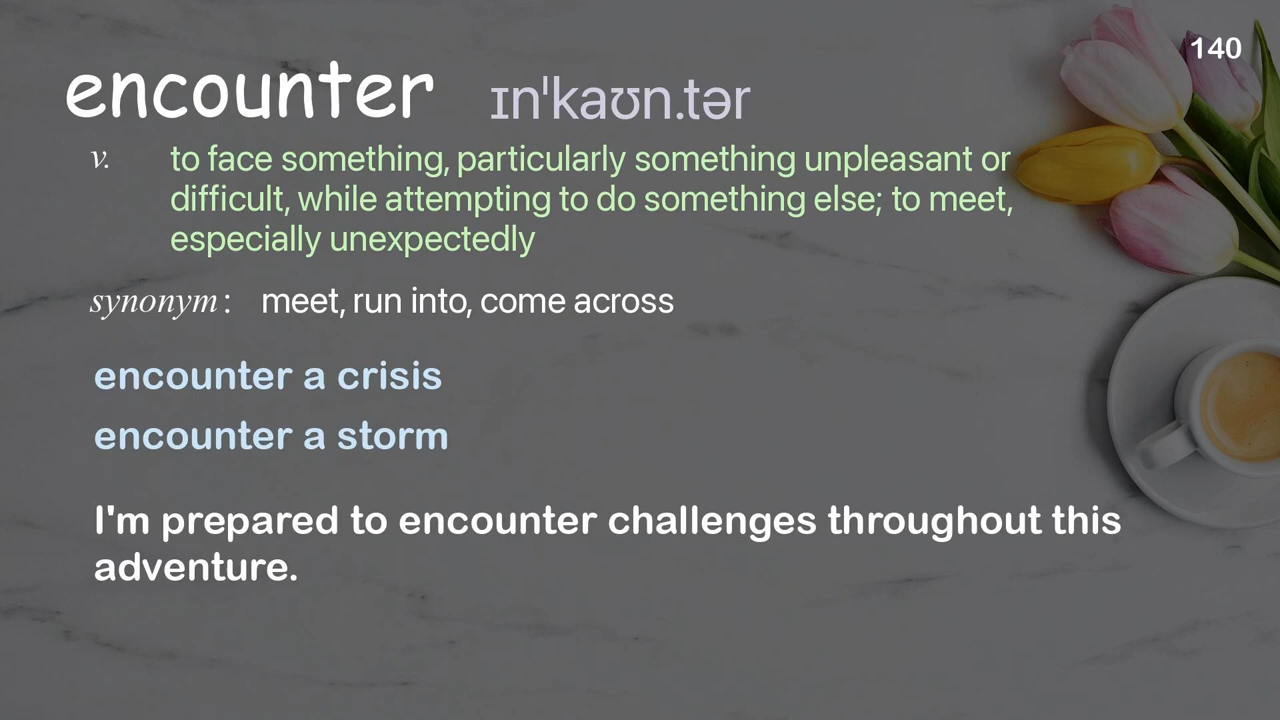 140
encounter ɪnˈkaʊn.tər
v. to face something, particularly something unpleasant or
difficult, while attempting to do something else; to meet,
especially unexpectedly
synonym: meet, run into, come across
encounter a crisis
encounter a storm
I'm prepared to encounter challenges throughout this
adventure.